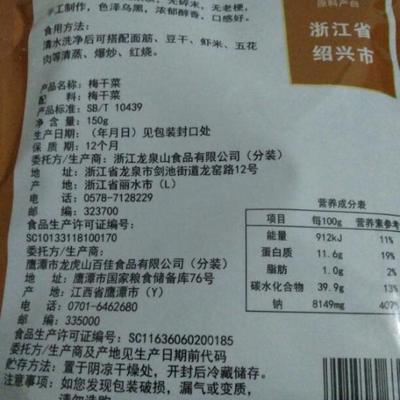 手工制作，色泽乌黑，浓郁醇香，口感好。
食用方法：
清水洗净后可搭配面筋、豆干、虾米、五花
肉等清蒸、爆炒、红烧。
原料产自
浙江省
绍兴市
产品名称：梅干菜
配    料：梅干菜
产品标准：SB/T 10439
净 含 量：150g
生产日期：（年月日）见包装封口处
保 质 期：12个月
委托方/生产商：浙江龙泉山食品有限公司（分装）
地    址：浙江省龙泉市剑池街道龙窑路12号
产    地：浙江省丽水市（L）
电    话：0578-7128229
邮    编：323700
食品生产许可证编号：
SC10133118100170
委托方/生产商：
鹰潭市龙虎山百佳食品有限公司（分装）
地    址：鹰潭市国家粮食储备库76号
产    地：江西省鹰潭市（Y）
电    话：0701-6462680
邮    编：335000
食品生产许可证编号：SC11636060200185
委托方/生产商及产地见生产日期前代码
贮存方法：置于阴凉干燥处，开封后冷藏储存。
注意事项：如您发现包装破损，漏气或变质，
营养成分表
项目 每100g 营养素参考
能量 912kJ 11%
蛋白质 11.6g 19%
脂肪 1.0g 2%
碳水化合物 39.9g 13%
钠 8149mg 407%